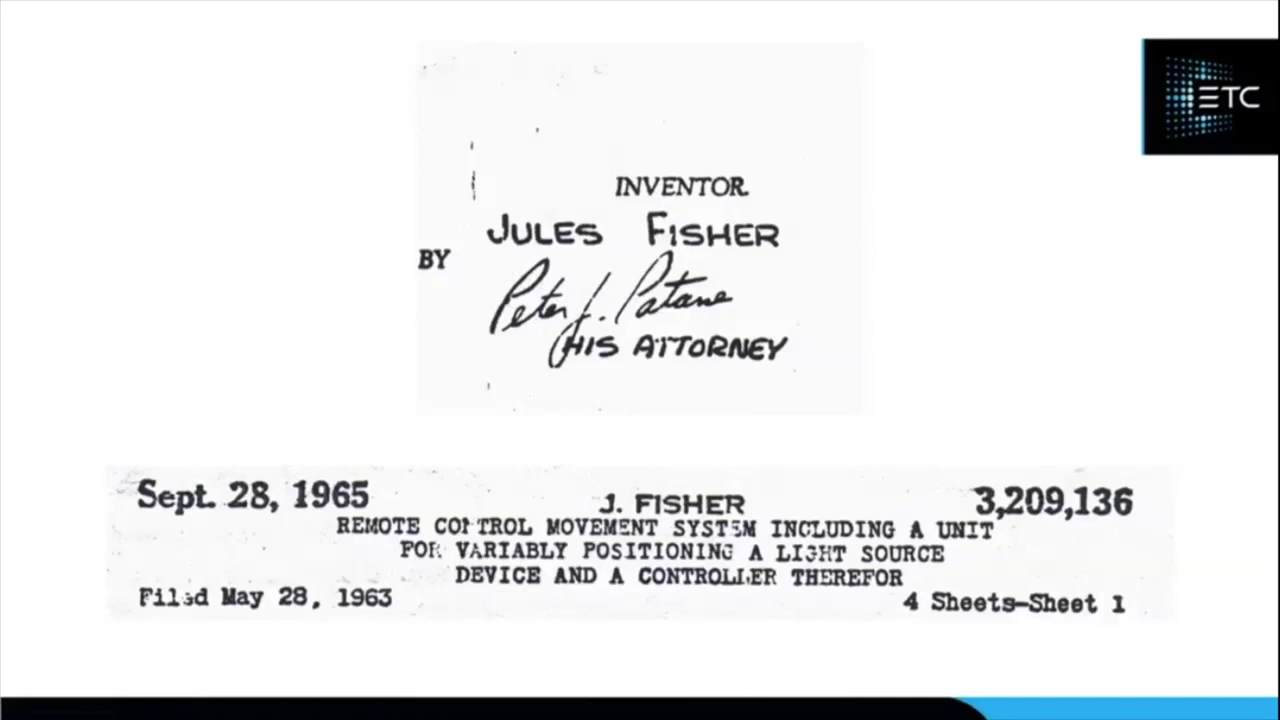 ETC
INVENTOR
JULES FISHER
BY
Peter J. Patane
HIS ATTORNEY
Sept. 28, 1965
J. FISHER
3,209,136
REMOTE CONTROL MOVEMENT SYSTEM INCLUDING A UNIT
FOR VARIABLY POSITIONING A LIGHT SOURCE
DEVICE AND A CONTROLLER THEREFOR
Filed May 28, 1963
4 Sheets-Sheet 1